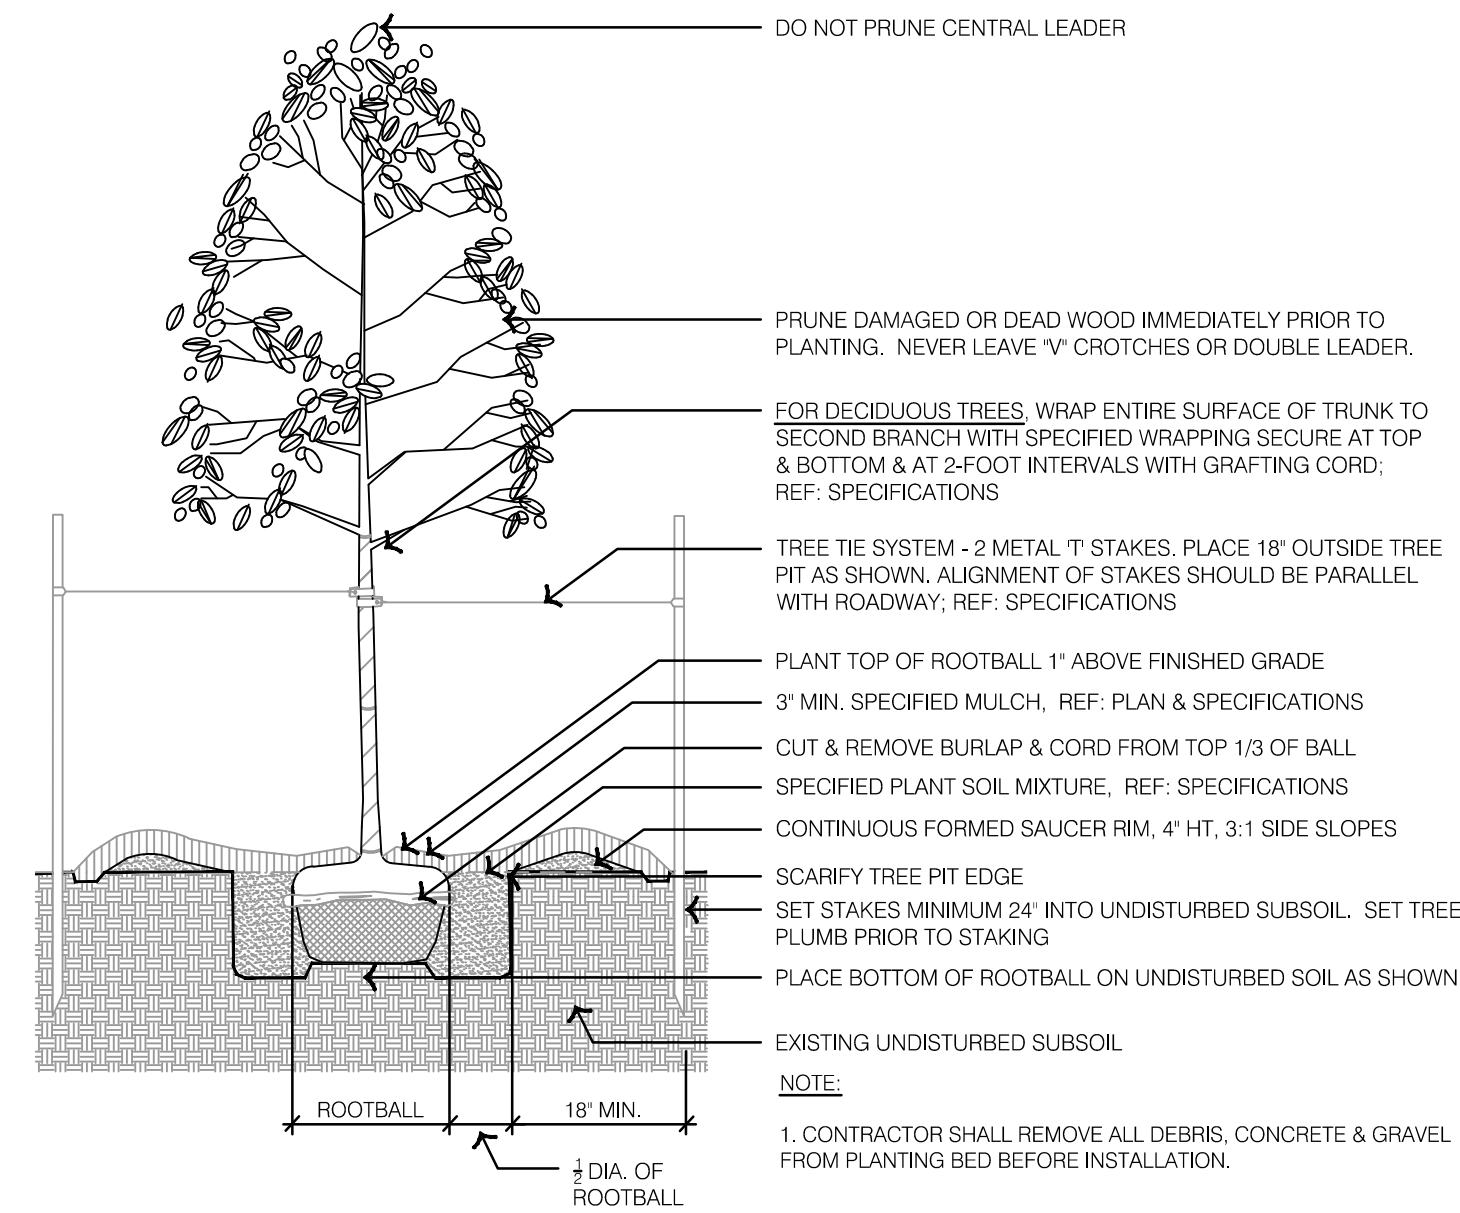 DO NOT PRUNE CENTRAL LEADER
PRUNE DAMAGED OR DEAD WOOD IMMEDIATELY PRIOR TO
PLANTING. NEVER LEAVE "V" CROTCHES OR DOUBLE LEADER.
FOR DECIDUOUS TREES, WRAP ENTIRE SURFACE OF TRUNK TO
SECOND BRANCH WITH SPECIFIED WRAPPING SECURE AT TOP
& BOTTOM & AT 2-FOOT INTERVALS WITH GRAFTING CORD;
REF: SPECIFICATIONS
TREE TIE SYSTEM - 2 METAL 'T' STAKES. PLACE 18" OUTSIDE TREE
PIT AS SHOWN. ALIGNMENT OF STAKES SHOULD BE PARALLEL
WITH ROADWAY; REF: SPECIFICATIONS
PLANT TOP OF ROOTBALL 1" ABOVE FINISHED GRADE
3" MIN. SPECIFIED MULCH, REF: PLAN & SPECIFICATIONS
CUT & REMOVE BURLAP & CORD FROM TOP 1/3 OF BALL
SPECIFIED PLANT SOIL MIXTURE, REF: SPECIFICATIONS
CONTINUOUS FORMED SAUCER RIM, 4" HT, 3:1 SIDE SLOPES
SCARIFY TREE PIT EDGE
SET STAKES MINIMUM 24" INTO UNDISTURBED SUBSOIL. SET TREE
PLUMB PRIOR TO STAKING
PLACE BOTTOM OF ROOTBALL ON UNDISTURBED SOIL AS SHOWN
EXISTING UNDISTURBED SUBSOIL
NOTE:
1. CONTRACTOR SHALL REMOVE ALL DEBRIS, CONCRETE & GRAVEL
FROM PLANTING BED BEFORE INSTALLATION.
ROOTBALL
18" MIN.
1/2 DIA. OF
ROOTBALL